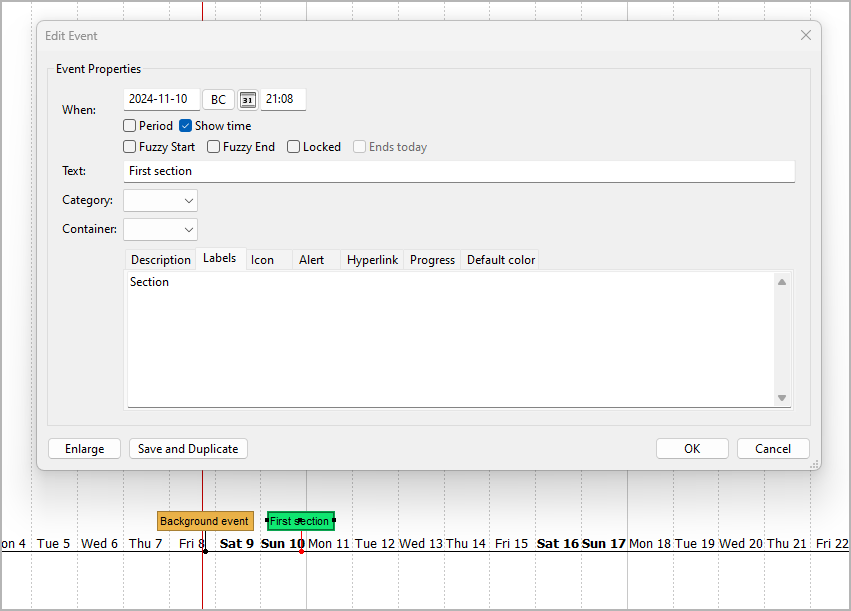 Edit Event
Event Properties
When: 2024-11-10 BC 31 21:08
Period Show time
Fuzzy Start Fuzzy End Locked Ends today
Text: First section
Category:
Container:
Description Labels Icon Alert Hyperlink Progress Default color
Section
Enlarge Save and Duplicate OK Cancel
Background event First section
on 4 Tue 5 Wed 6 Thu 7 Fri 8 Sat 9 Sun 10 Mon 11 Tue 12 Wed 13 Thu 14 Fri 15 Sat 16 Sun 17 Mon 18 Tue 19 Wed 20 Thu 21 Fri 22